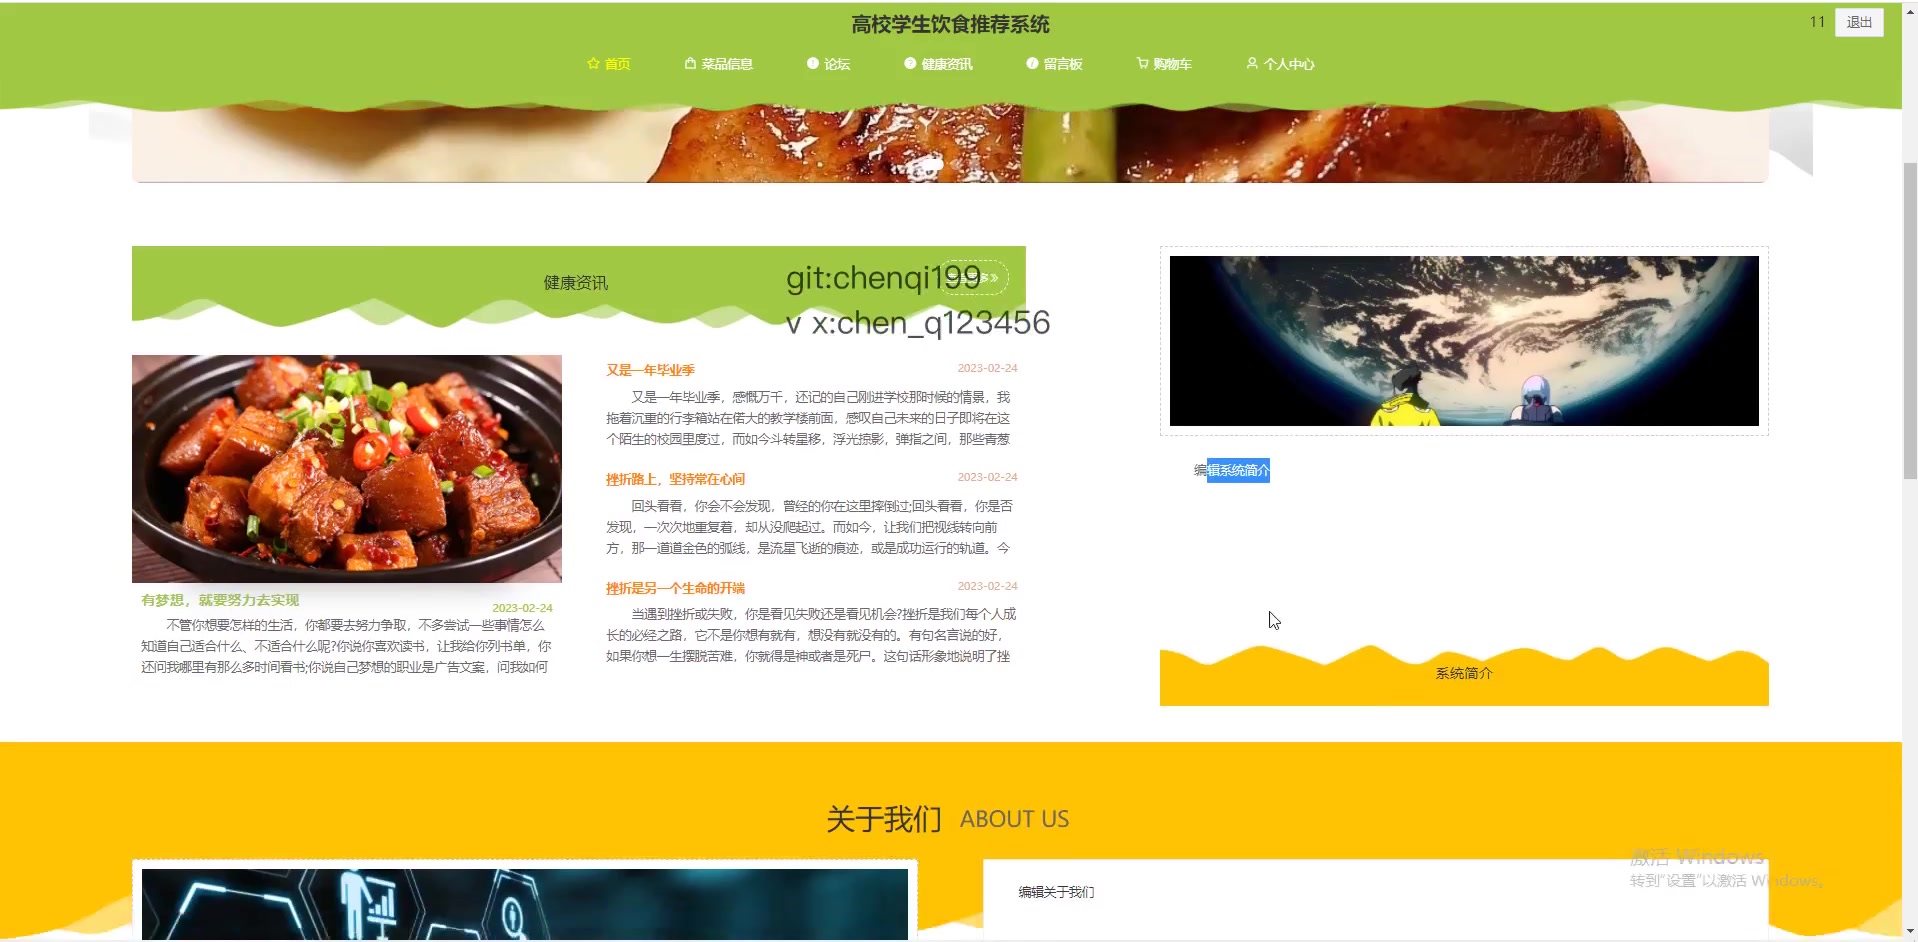 高校学生饮食推荐系统
11 退出
首页 菜品信息 论坛 健康资讯 留言板 购物车 个人中心
健康资讯
git:chenqi199
v x:chen_q123456
又是一年毕业季 2023-02-24
又是一年毕业季，感慨万千，还记的自己刚进学校那时候的情景，我
拖着沉重的行李箱站在偌大的教学楼前面，感叹自己未来的日子即将在这
个陌生的校园里度过，而如今斗转星移，浮光掠影，弹指之间，那些青葱
挫折路上，坚持常在心间 2023-02-24
回头看看，你会不会发现，曾经的你在这里摔倒过;回头看看，你是否
发现，一次次地重复着，却从没爬起过。而如今，让我们把视线转向前
方，那一道道金色的弧线，是流星飞逝的痕迹，或是成功运行的轨道。今
挫折是另一个生命的开端 2023-02-24
当遇到挫折或失败，你是看见失败还是看见机会?挫折是我们每个人成
长的必经之路，它不是你想有就有，想没有就没有的。有句名言说的好，
如果你想一生摆脱苦难，你就得是神或者是死尸。这句话形象地说明了挫
有梦想，就要努力去实现
2023-02-24
不管你想要怎样的生活，你都要去努力争取，不多尝试一些事情怎么
知道自己适合什么、不适合什么呢?你说你喜欢读书，让我给你列书单，你
还问我哪里有那么多时间看书;你说自己梦想的职业是广告文案，问我如何
编辑系统简介
系统简介
关于我们 ABOUT US
编辑关于我们
激活 Windows
转到“设置”以激活 Windows。